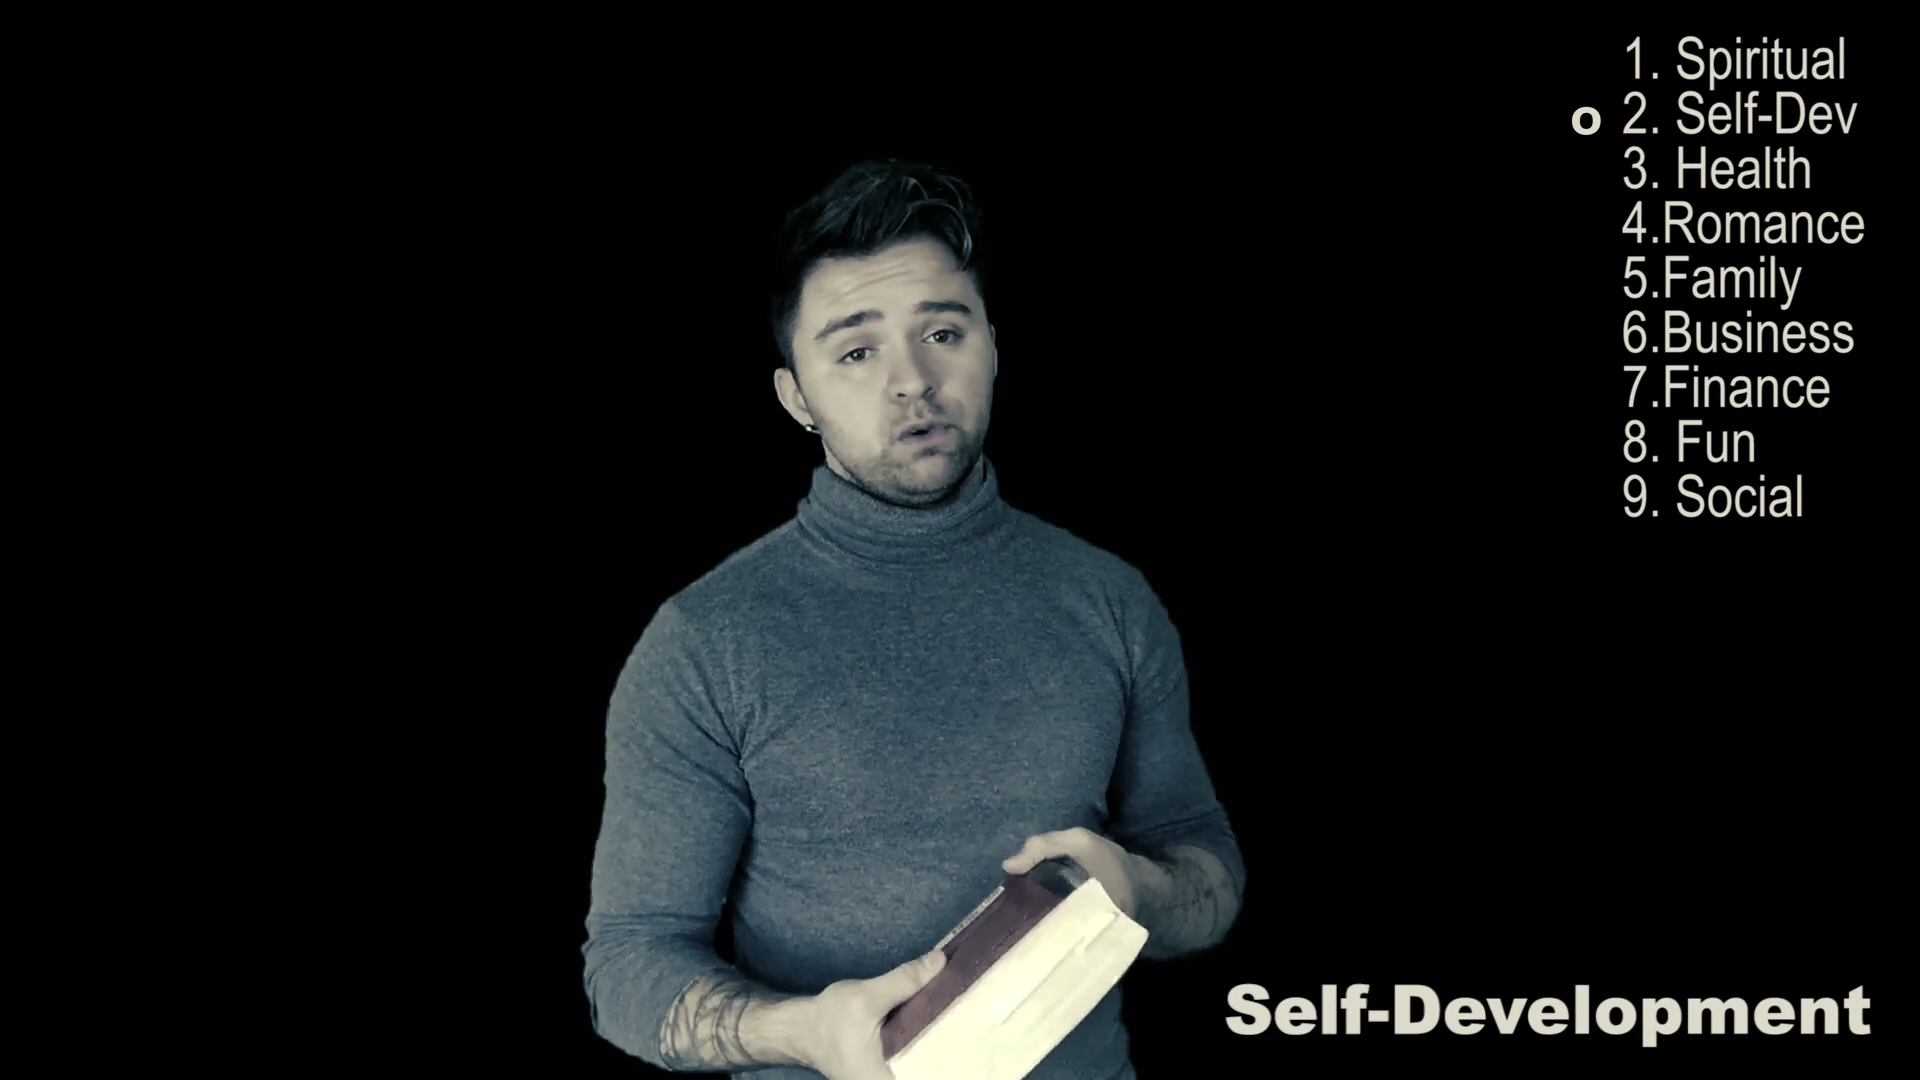 1. Spiritual
o 2. Self-Dev
3. Health
4.Romance
5.Family
6.Business
7.Finance
8. Fun
9. Social
Self-Development